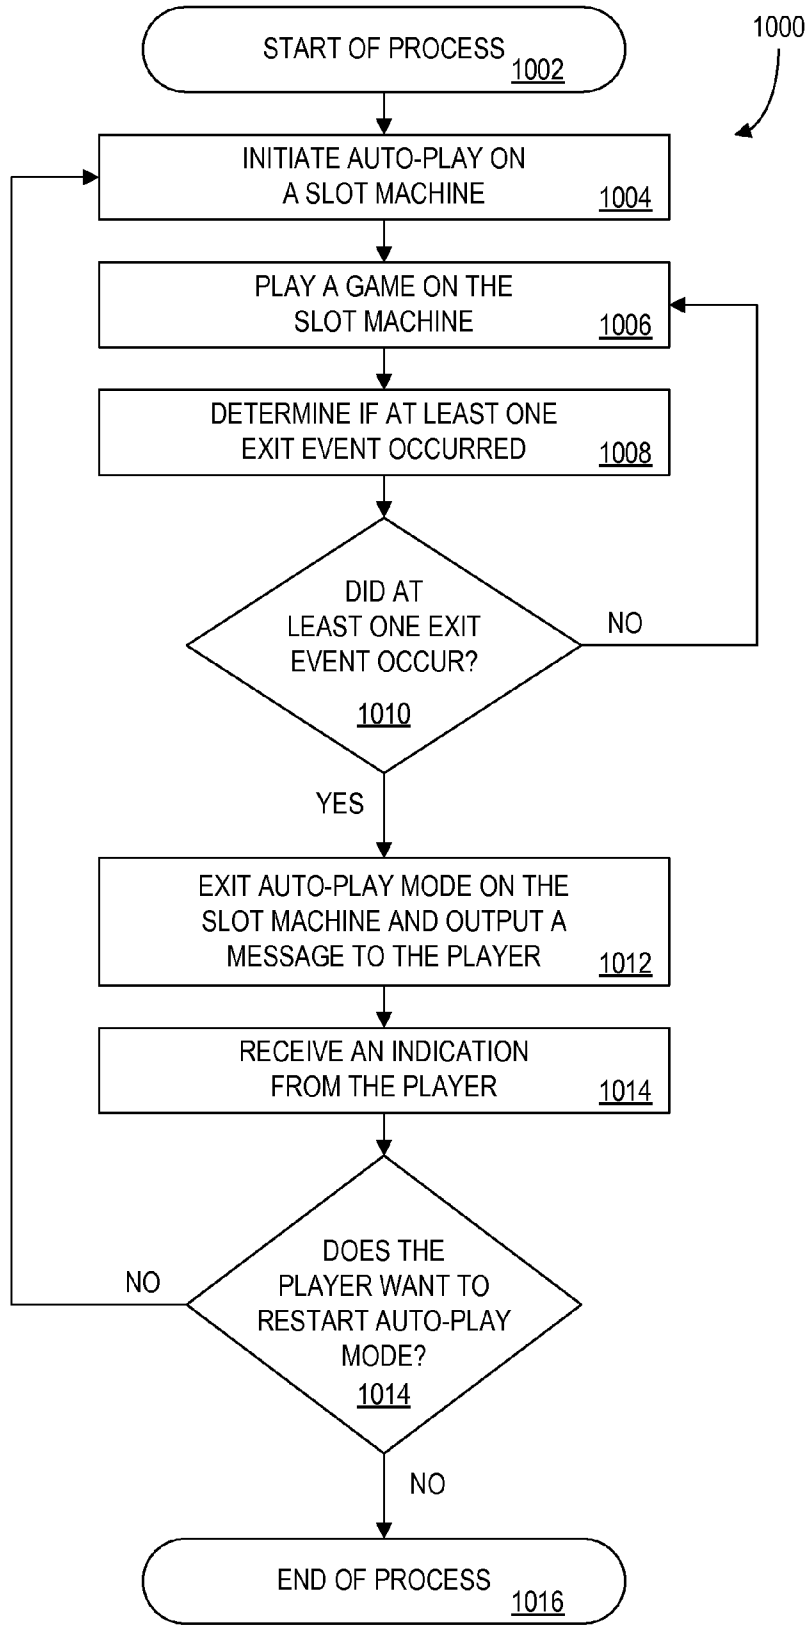 1000
START OF PROCESS
1002
INITIATE AUTO-PLAY ON
A SLOT MACHINE
1004
PLAY A GAME ON THE
SLOT MACHINE
1006
DETERMINE IF AT LEAST ONE
EXIT EVENT OCCURRED
1008
DID AT
LEAST ONE EXIT
EVENT OCCUR?
1010
NO
YES
EXIT AUTO-PLAY MODE ON THE
SLOT MACHINE AND OUTPUT A
MESSAGE TO THE PLAYER
1012
RECEIVE AN INDICATION
FROM THE PLAYER
1014
DOES THE
PLAYER WANT TO
RESTART AUTO-PLAY
MODE?
1014
NO
NO
END OF PROCESS
1016